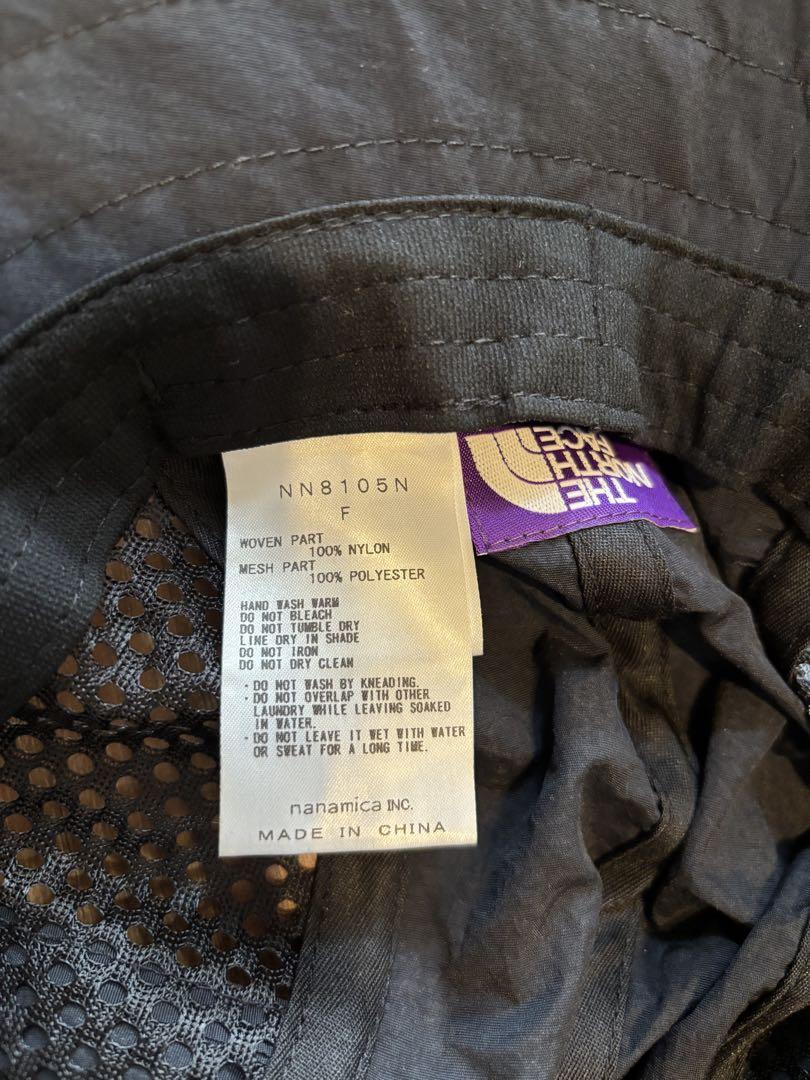 NN8105N
F
WOVEN PART
100% NYLON
MESH PART
100% POLYESTER
HAND WASH WARM
DO NOT BLEACH
DO NOT TUMBLE DRY
LINE DRY IN SHADE
DO NOT IRON
DO NOT DRY CLEAN
・DO NOT WASH BY KNEADING.
・DO NOT OVERLAP WITH OTHER
LAUNDRY WHILE LEAVING SOAKED
IN WATER.
・DO NOT LEAVE IT WET WITH WATER
OR SWEAT FOR A LONG TIME.
nanamica INC.
MADE IN CHINA
THE
NORTH
FACE